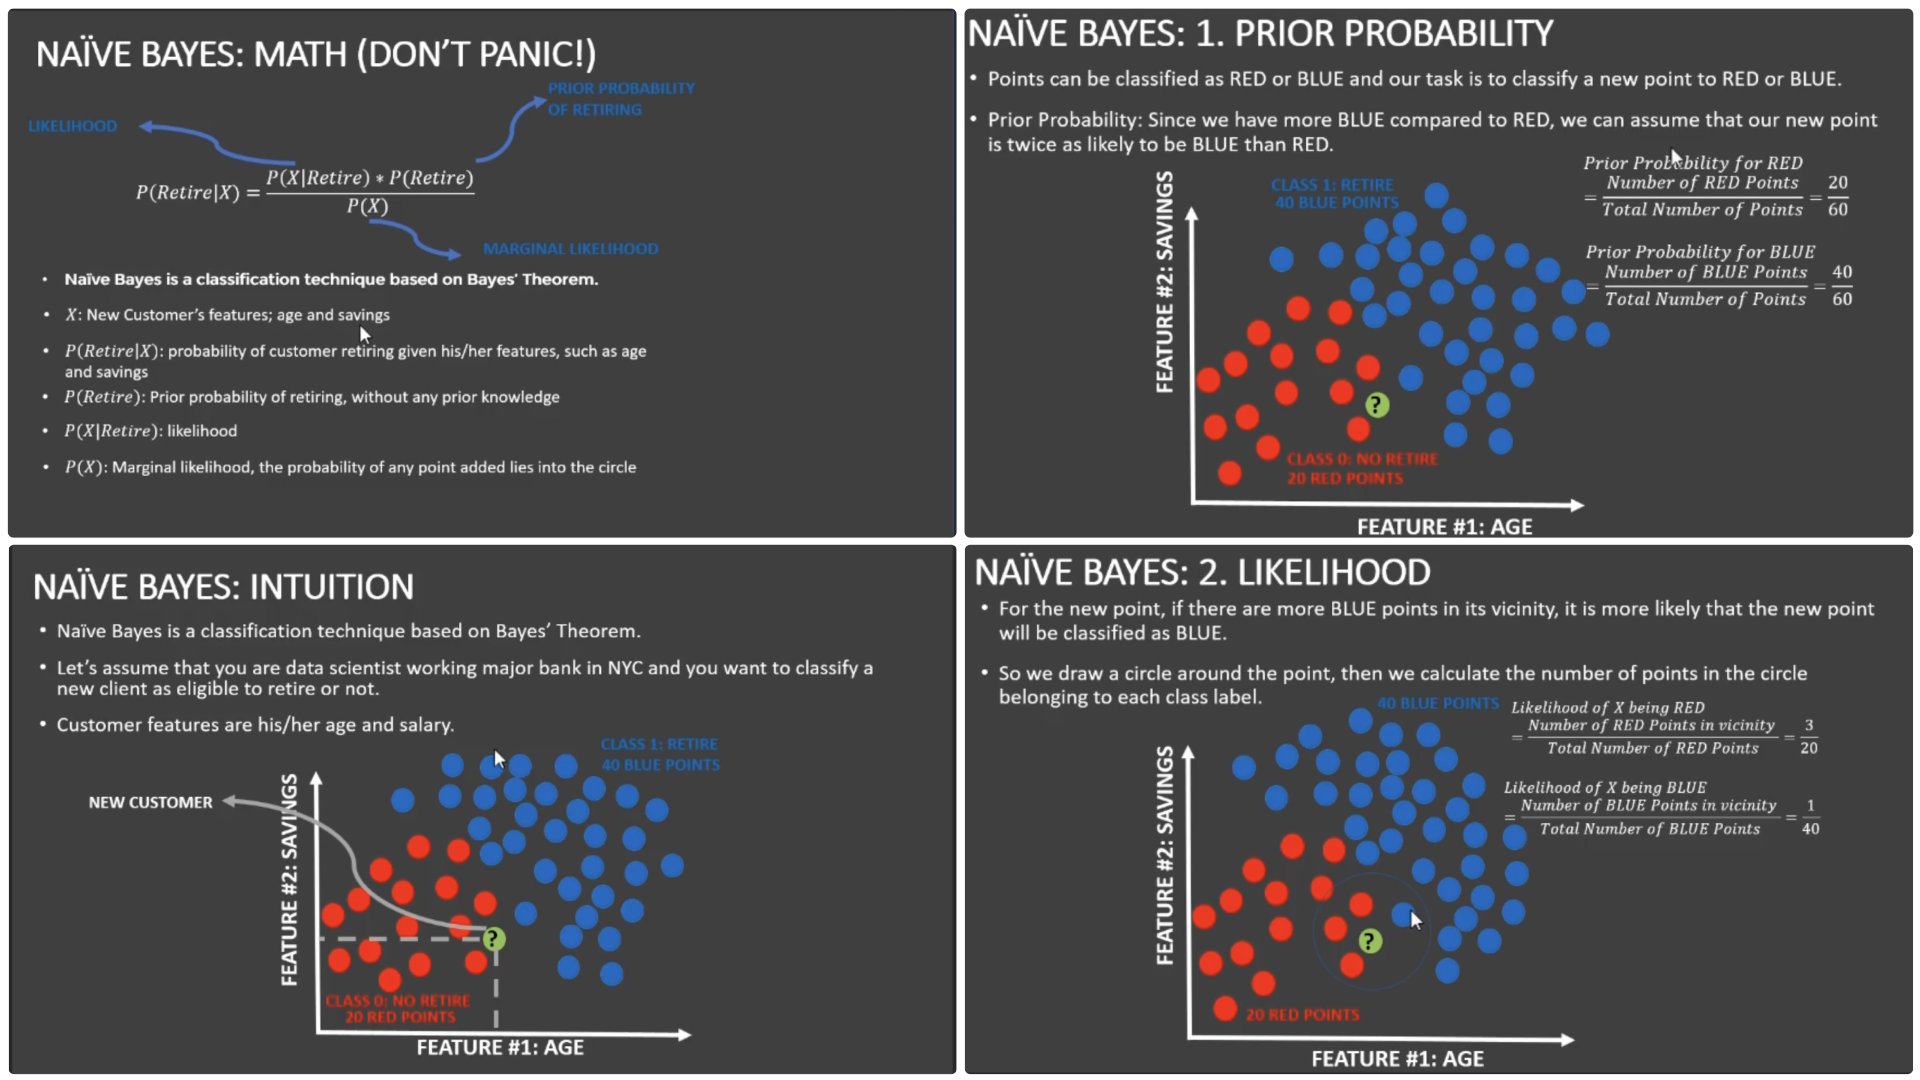 NAÏVE BAYES: MATH (DON'T PANIC!)
PRIOR PROBABILITY
OF RETIRING
LIKELIHOOD
P(Retire|X) = P(X|Retire) ∗ P(Retire) / P(X)
MARGINAL LIKELIHOOD
• Naïve Bayes is a classification technique based on Bayes' Theorem.
• X: New Customer's features; age and savings
• P(Retire|X): probability of customer retiring given his/her features, such as age
and savings
• P(Retire): Prior probability of retiring, without any prior knowledge
• P(X|Retire): likelihood
• P(X): Marginal likelihood, the probability of any point added lies into the circle
NAÏVE BAYES: 1. PRIOR PROBABILITY
• Points can be classified as RED or BLUE and our task is to classify a new point to RED or BLUE.
• Prior Probability: Since we have more BLUE compared to RED, we can assume that our new point
is twice as likely to be BLUE than RED.
Prior Probability for RED
= Number of RED Points / Total Number of Points = 20/60
Prior Probability for BLUE
= Number of BLUE Points / Total Number of Points = 40/60
CLASS 1: RETIRE
40 BLUE POINTS
FEATURE #2: SAVINGS
?
CLASS 0: NO RETIRE
20 RED POINTS
FEATURE #1: AGE
NAÏVE BAYES: INTUITION
• Naïve Bayes is a classification technique based on Bayes' Theorem.
• Let's assume that you are data scientist working major bank in NYC and you want to classify a
new client as eligible to retire or not.
• Customer features are his/her age and salary.
CLASS 1: RETIRE
40 BLUE POINTS
NEW CUSTOMER
FEATURE #2: SAVINGS
?
CLASS 0: NO RETIRE
20 RED POINTS
FEATURE #1: AGE
NAÏVE BAYES: 2. LIKELIHOOD
• For the new point, if there are more BLUE points in its vicinity, it is more likely that the new point
will be classified as BLUE.
• So we draw a circle around the point, then we calculate the number of points in the circle
belonging to each class label.
40 BLUE POINTS
Likelihood of X being RED
= Number of RED Points in vicinity / Total Number of RED Points = 3/20
Likelihood of X being BLUE
= Number of BLUE Points in vicinity / Total Number of BLUE Points = 1/40
FEATURE #2: SAVINGS
?
20 RED POINTS
FEATURE #1: AGE